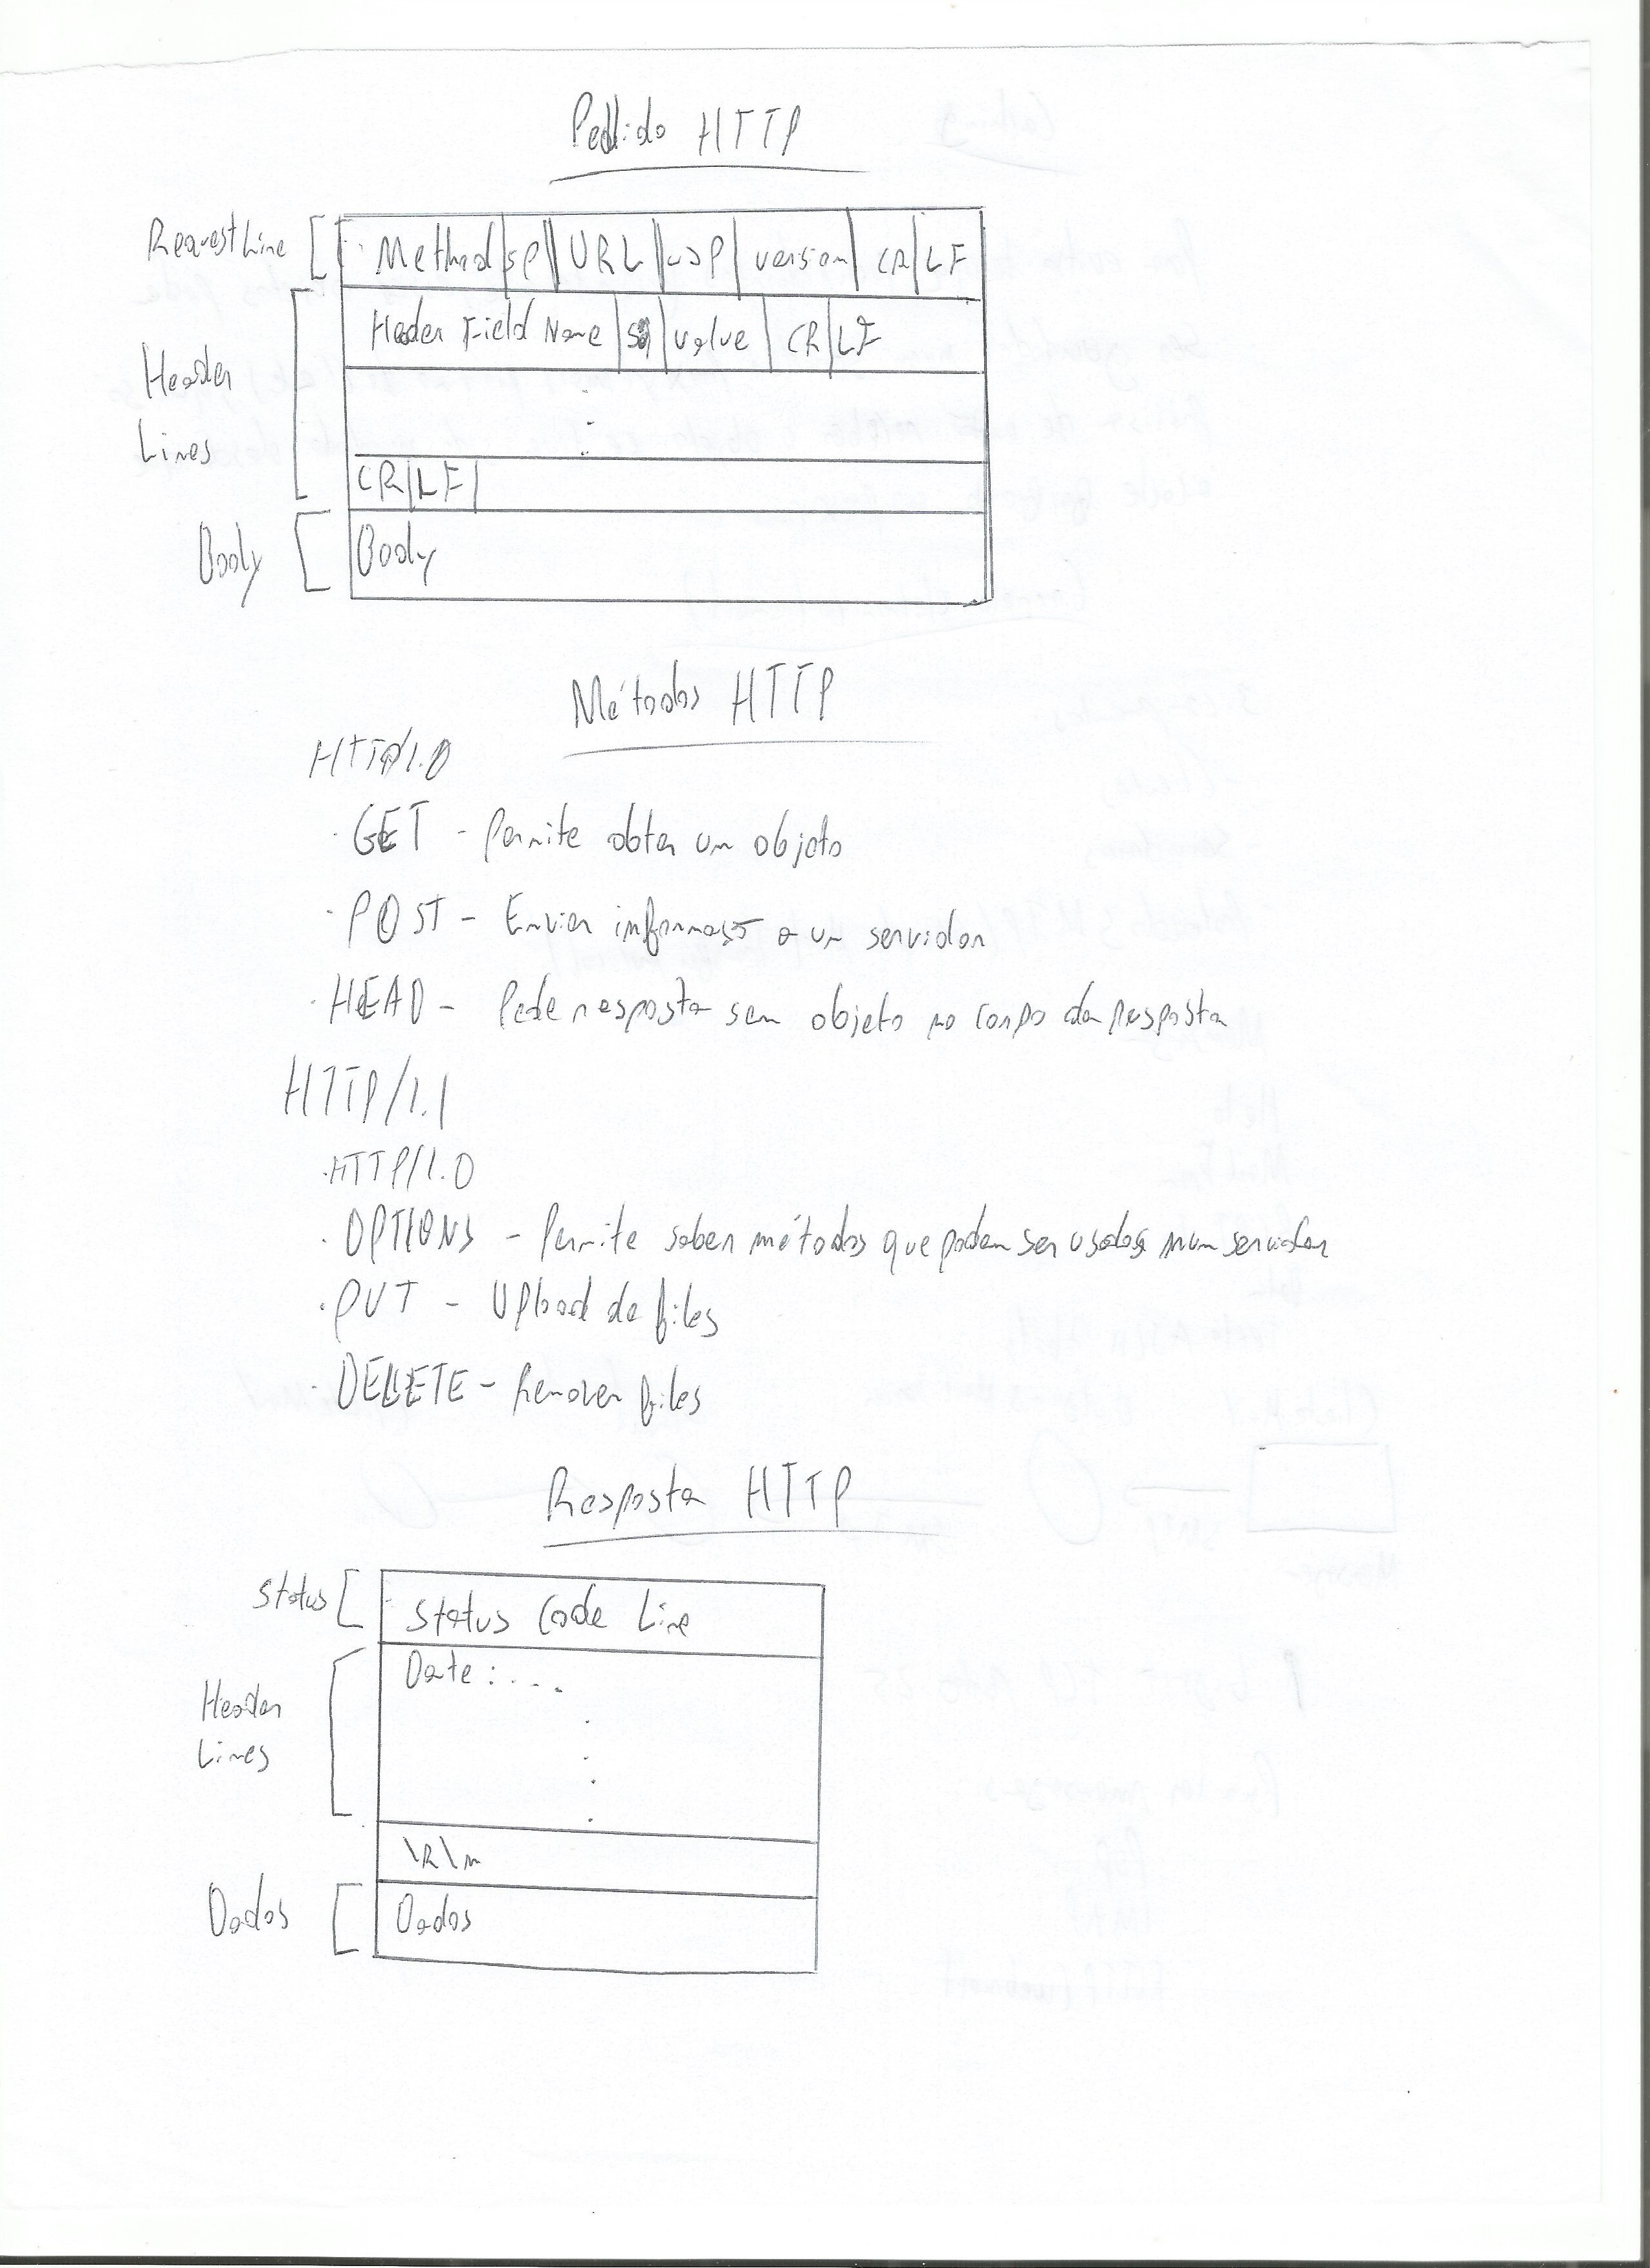 Pedido HTTP
Request Line
Method | sp | URL | sp | version | CR | LF
Header Lines
Header Field Name | sp | value | CR | LF
CR | LF |
Body
Body
Métodos HTTP
HTTP/1.0
· GET - Permite obter um objeto
· POST - Enviar informação a um servidor
· HEAD - Pede resposta sem objeto no corpo da resposta
HTTP/1.1
· HTTP/1.0
· OPTIONS - Permite saber métodos que podem ser usados num servidor
· PUT - Upload de files
· DELETE - Remover files
Resposta HTTP
Status
Status Code Line
Header Lines
Date : ....
\R\n
Dados
Dados